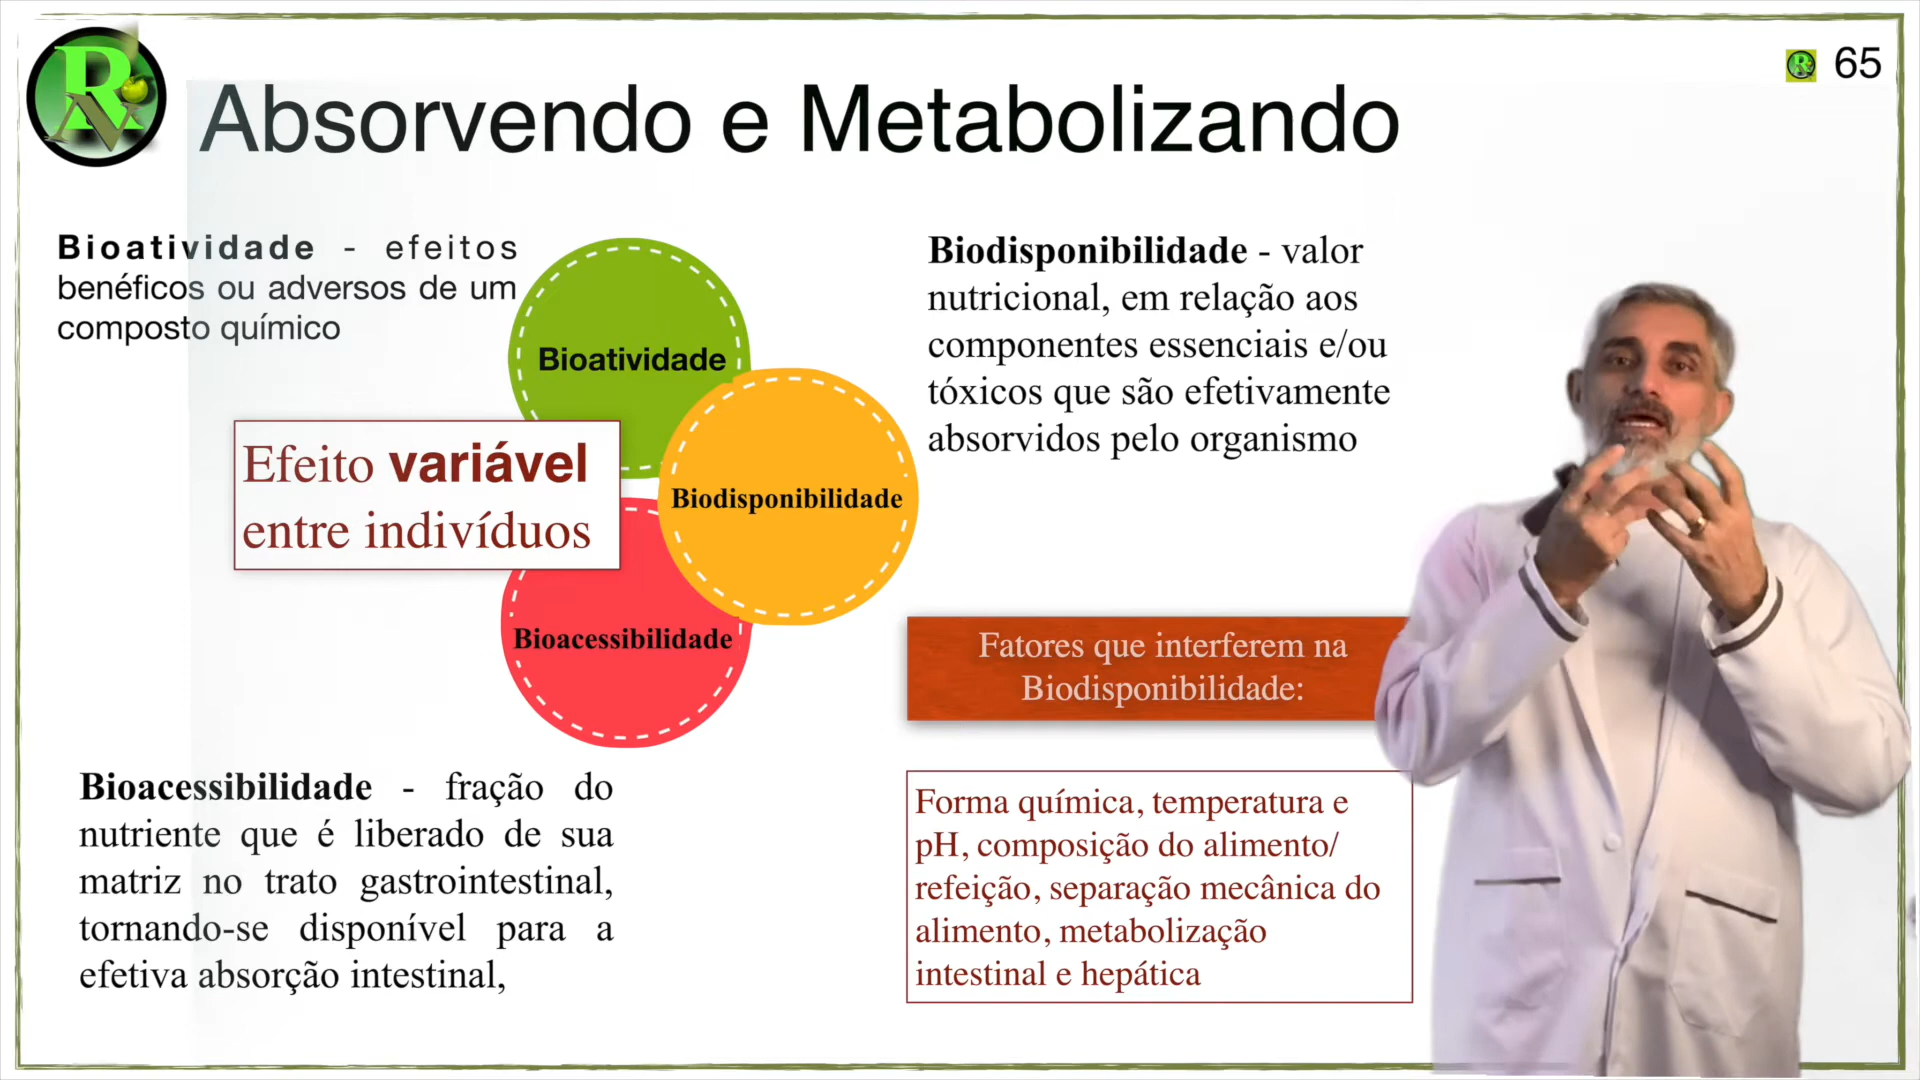 65
Absorvendo e Metabolizando
Bioatividade - efeitos
benéficos ou adversos de um
composto químico
Bioatividade
Biodisponibilidade - valor
nutricional, em relação aos
componentes essenciais e/ou
tóxicos que são efetivamente
absorvidos pelo organismo
Efeito variável
entre indivíduos
Biodisponibilidade
Bioacessibilidade
Fatores que interferem na
Biodisponibilidade:
Bioacessibilidade - fração do
nutriente que é liberado de sua
matriz no trato gastrointestinal,
tornando-se disponível para a
efetiva absorção intestinal,
Forma química, temperatura e
pH, composição do alimento/
refeição, separação mecânica do
alimento, metabolização
intestinal e hepática